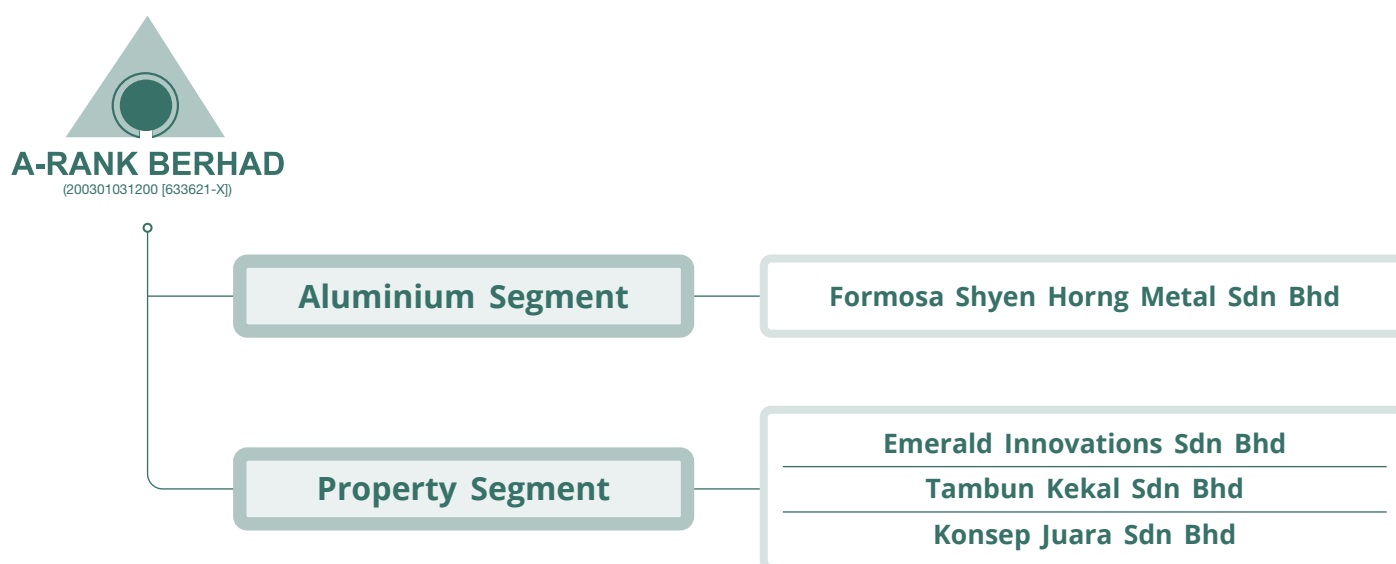 A-RANK BERHAD
(200301031200 [633621-X])
Aluminium Segment
Formosa Shyen Horng Metal Sdn Bhd
Property Segment
Emerald Innovations Sdn Bhd
Tambun Kekal Sdn Bhd
Konsep Juara Sdn Bhd